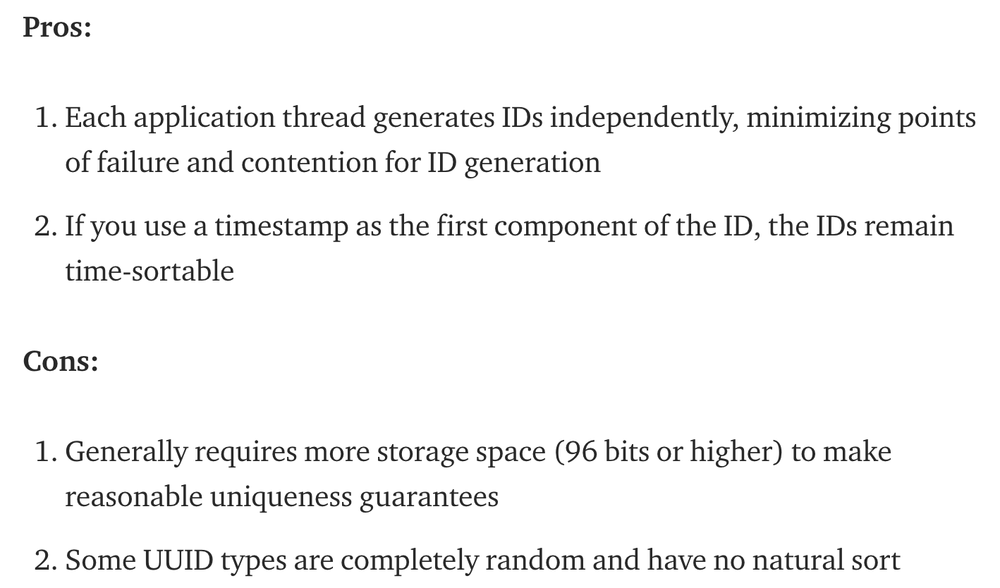 Pros:
1. Each application thread generates IDs independently, minimizing points
of failure and contention for ID generation
2. If you use a timestamp as the first component of the ID, the IDs remain
time-sortable
Cons:
1. Generally requires more storage space (96 bits or higher) to make
reasonable uniqueness guarantees
2. Some UUID types are completely random and have no natural sort